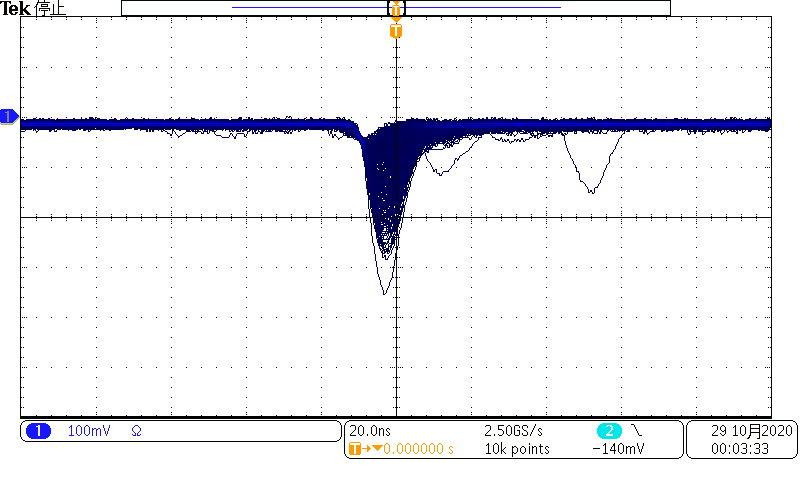 Tek 停止
T
T
1
1 100mV Ω
20.0ns 2.50GS/s 2
T→▼0.000000 s 10k points −140mV
29 10月2020
00:03:33